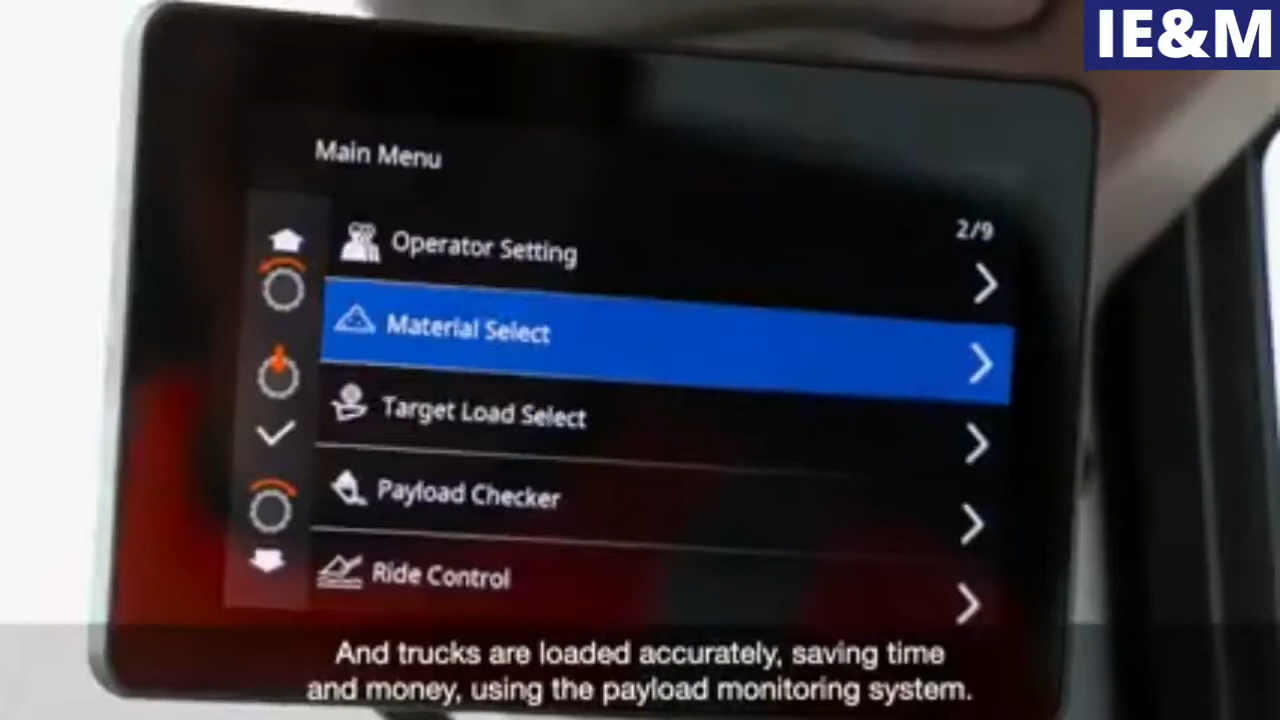 IE&M
Main Menu
2/9
Operator Setting
Material Select
Target Load Select
Payload Checker
Ride Control
And trucks are loaded accurately, saving time
and money, using the payload monitoring system.